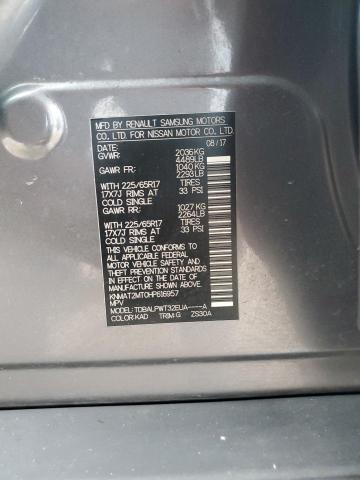 MFD BY RENAULT SAMSUNG MOTORS
CO. LTD. FOR NISSAN MOTOR CO. LTD.
DATE: 08/17
GVWR: 2036KG
4489LB
GAWR FR: 1040KG
2293LB
WITH 225/65R17 TIRES
17X7J RIMS AT 33 PSI
COLD SINGLE
GAWR RR: 1027KG
2264LB
WITH 225/65R17 TIRES
17X7J RIMS AT 33 PSI
COLD SINGLE
THIS VEHICLE CONFORMS TO
ALL APPLICABLE FEDERAL
MOTOR VEHICLE SAFETY
STANDARDS IN EFFECT ON
THE DATE OF MANUFACTURE
SHOWN ABOVE.
KNMAT2MT0HP616957
MPV
MODEL: TDBALPWT32EUA----A
COLOR:KAD TRIM:G ZS30A